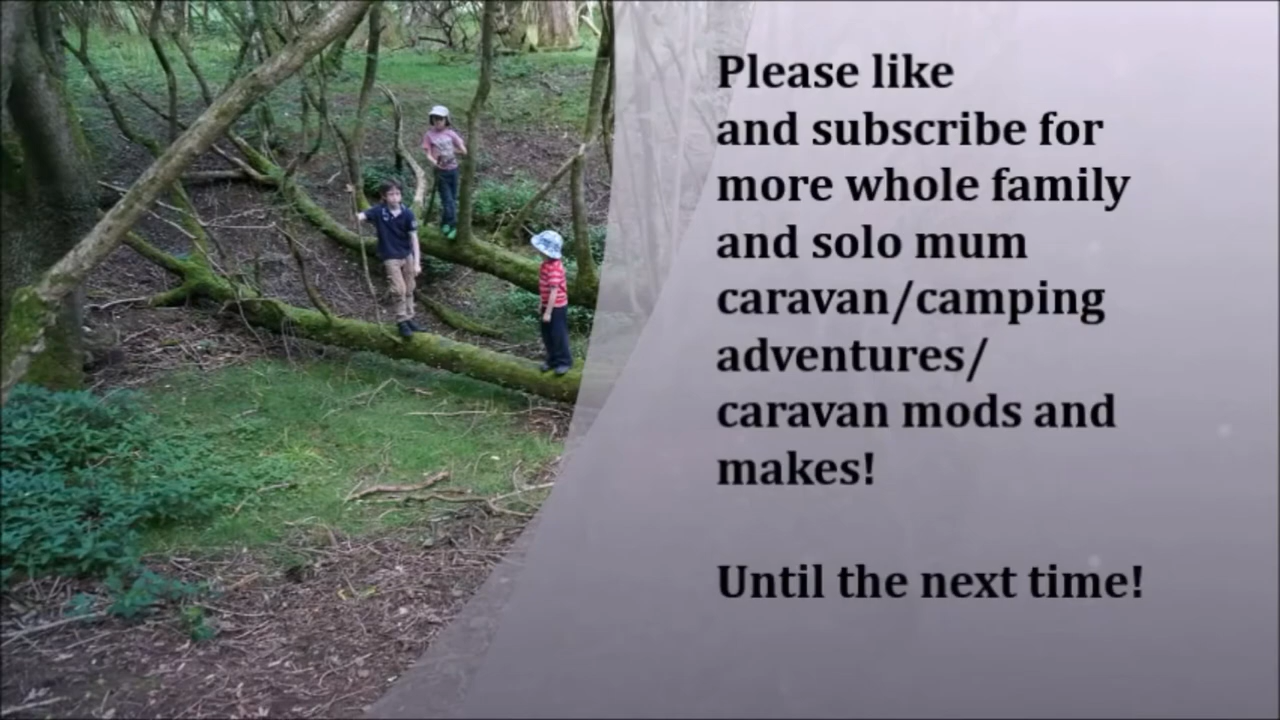 Please like
and subscribe for
more whole family
and solo mum
caravan/camping
adventures/
caravan mods and
makes!
Until the next time!